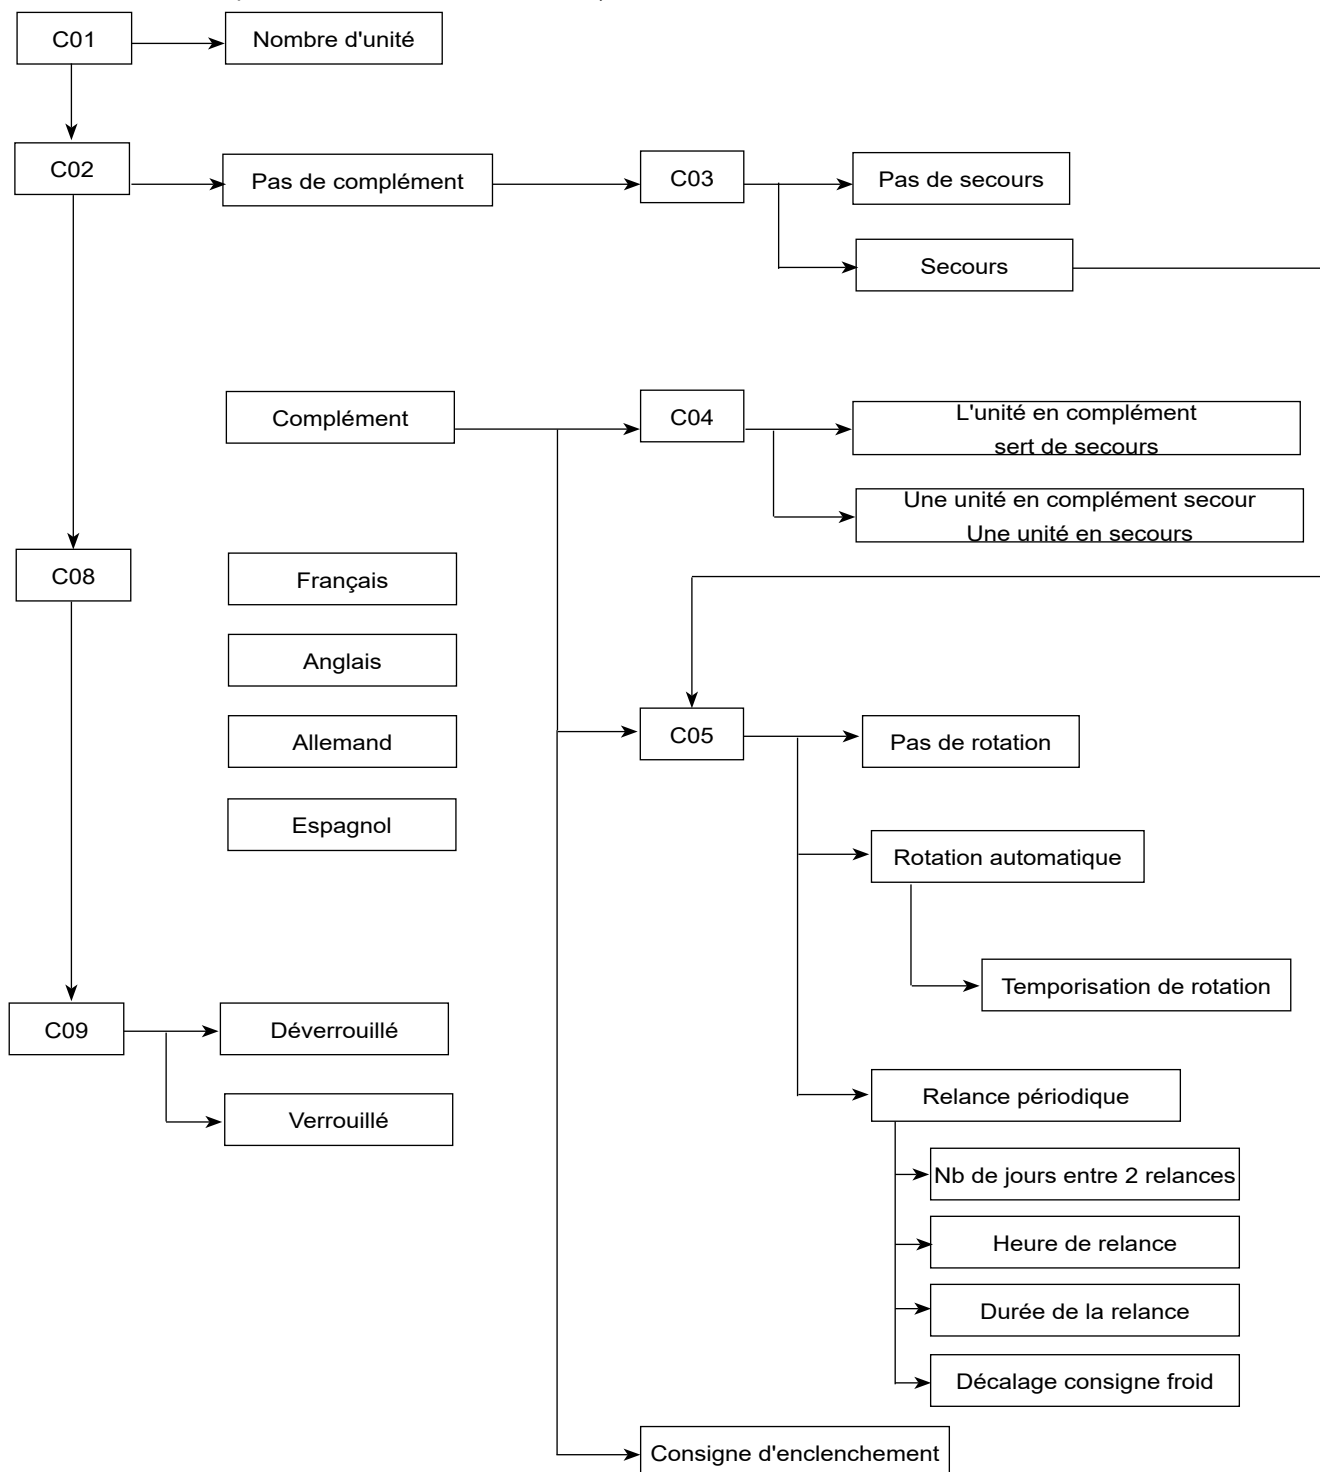 C01
Nombre d'unité
C02
Pas de complément
C03
Pas de secours
Secours
Complément
C04
L'unité en complément
sert de secours
Une unité en complément secour
Une unité en secours
C08
Français
Anglais
Allemand
Espagnol
C05
Pas de rotation
Rotation automatique
Temporisation de rotation
C09
Déverrouillé
Verrouillé
Relance périodique
Nb de jours entre 2 relances
Heure de relance
Durée de la relance
Décalage consigne froid
Consigne d'enclenchement